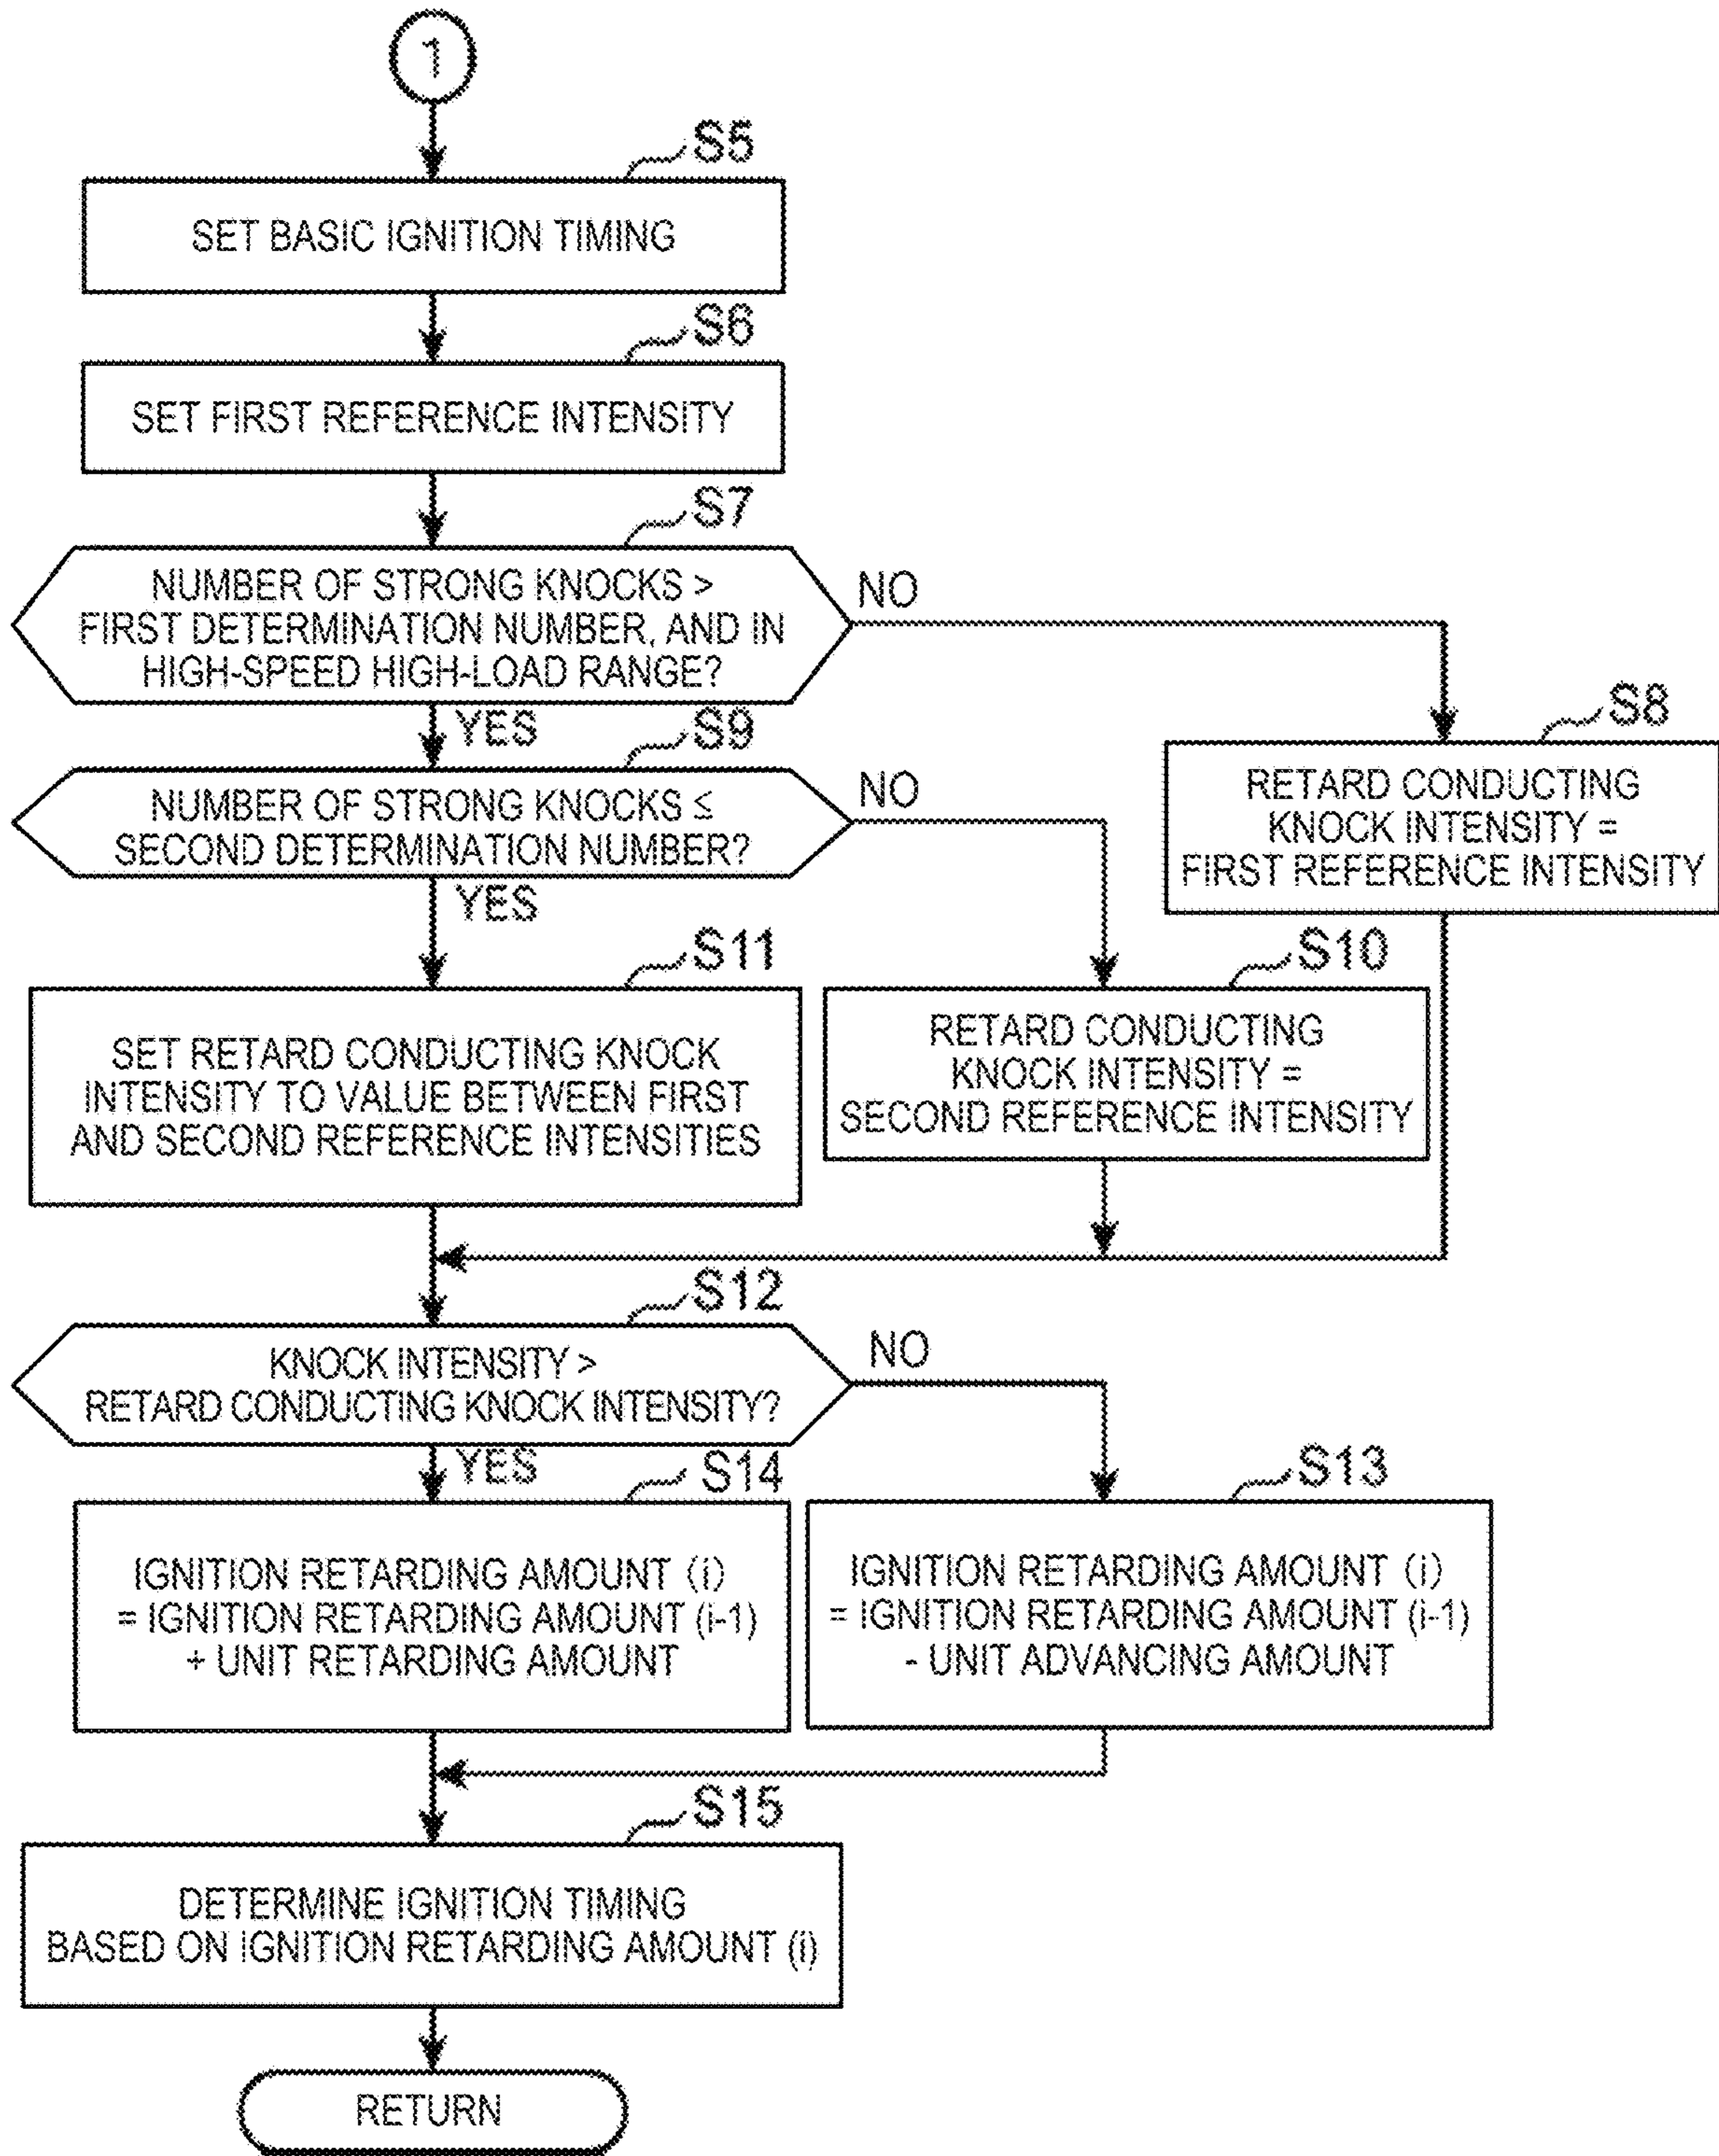 1
S5
SET BASIC IGNITION TIMING
S6
SET FIRST REFERENCE INTENSITY
S7
NUMBER OF STRONG KNOCKS >
FIRST DETERMINATION NUMBER, AND IN
HIGH-SPEED HIGH-LOAD RANGE?
NO
YES
S8
RETARD CONDUCTING
KNOCK INTENSITY =
FIRST REFERENCE INTENSITY
S9
NUMBER OF STRONG KNOCKS ≤
SECOND DETERMINATION NUMBER?
NO
YES
S10
RETARD CONDUCTING
KNOCK INTENSITY =
SECOND REFERENCE INTENSITY
S11
SET RETARD CONDUCTING KNOCK
INTENSITY TO VALUE BETWEEN FIRST
AND SECOND REFERENCE INTENSITIES
S12
KNOCK INTENSITY >
RETARD CONDUCTING KNOCK INTENSITY?
NO
YES
S14
IGNITION RETARDING AMOUNT (i)
= IGNITION RETARDING AMOUNT (i-1)
+ UNIT RETARDING AMOUNT
S13
IGNITION RETARDING AMOUNT (i)
= IGNITION RETARDING AMOUNT (i-1)
- UNIT ADVANCING AMOUNT
S15
DETERMINE IGNITION TIMING
BASED ON IGNITION RETARDING AMOUNT (i)
RETURN